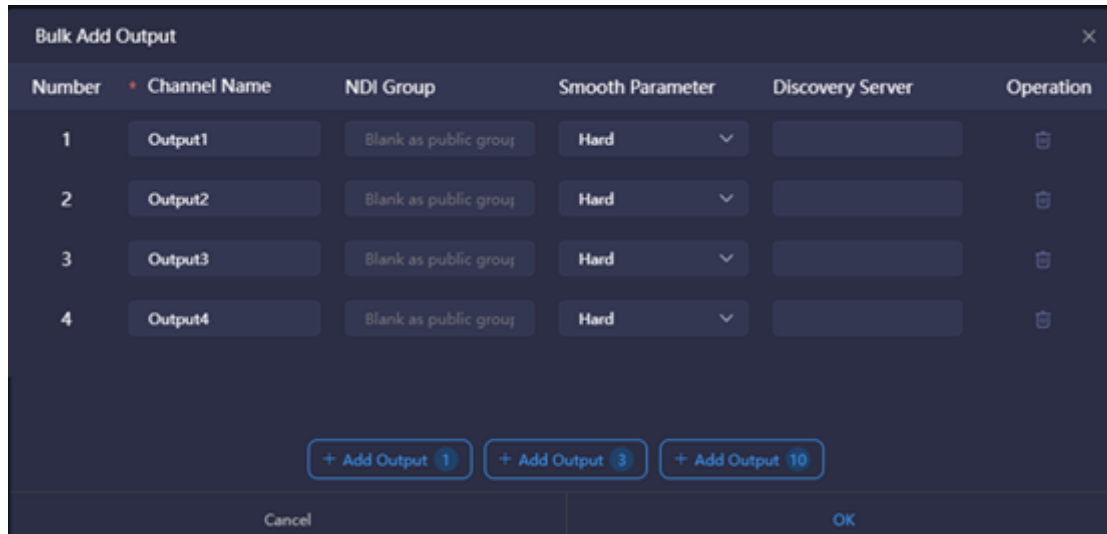 Bulk Add Output ×
Number * Channel Name NDI Group Smooth Parameter Discovery Server Operation
1 Output1 Blank as public group Hard
2 Output2 Blank as public group Hard
3 Output3 Blank as public group Hard
4 Output4 Blank as public group Hard
+ Add Output 1 + Add Output 3 + Add Output 10
Cancel OK